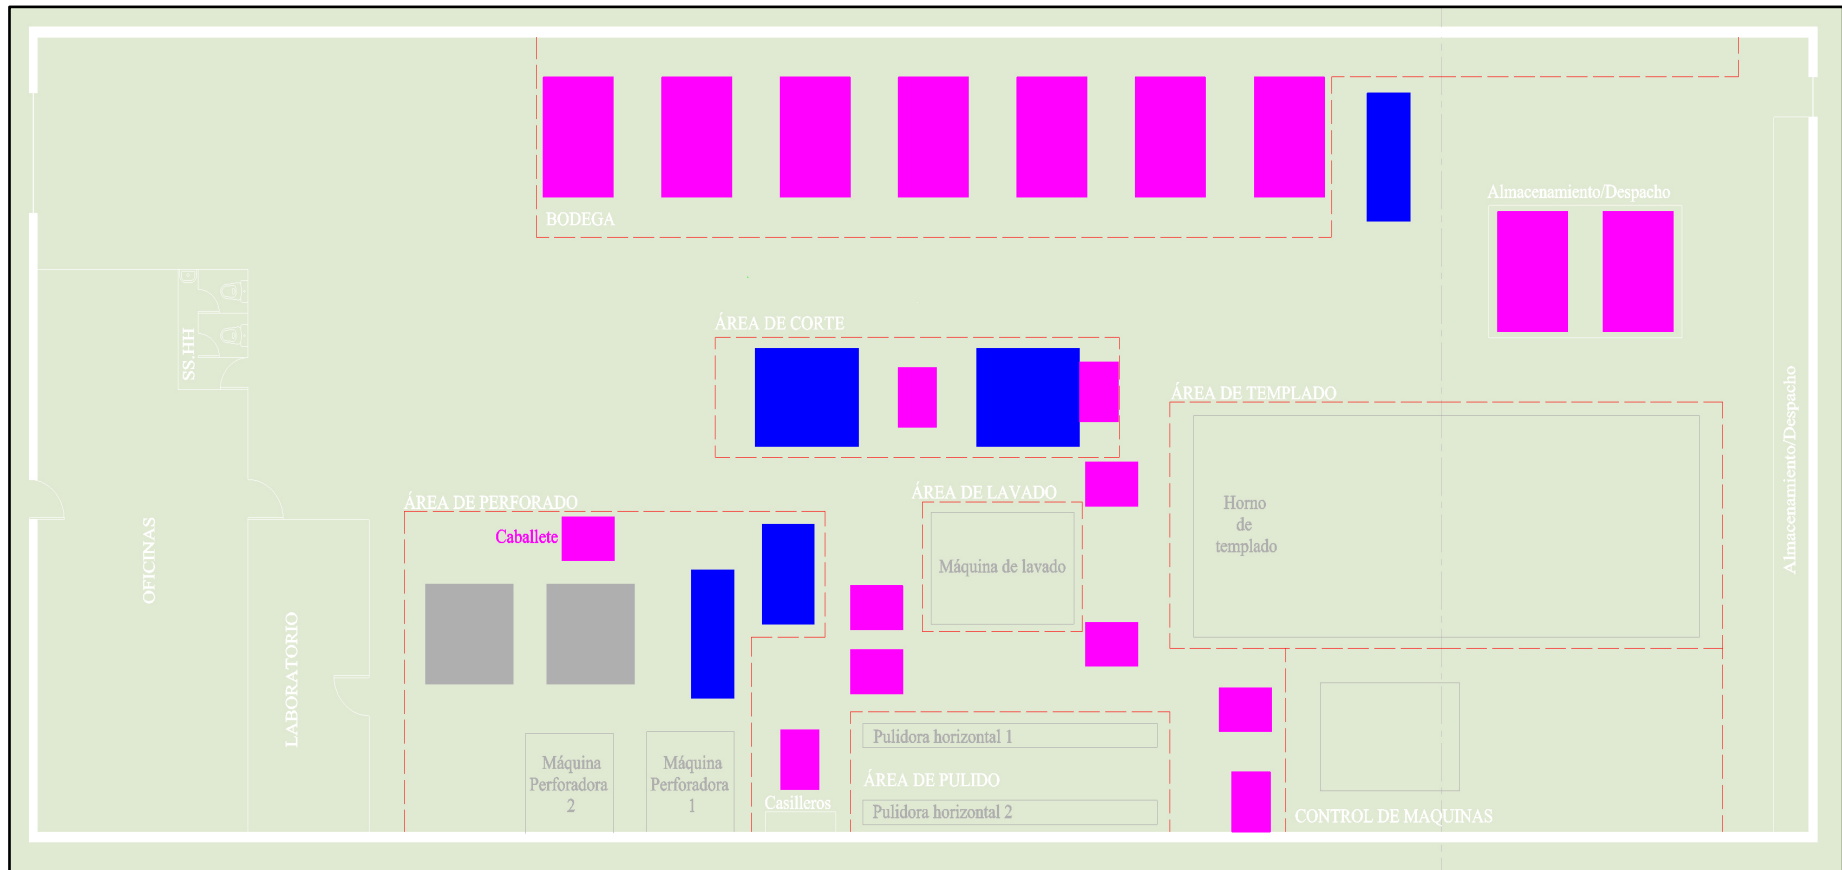 BODEGA
Almacenamiento/Despacho
ÁREA DE CORTE
SS.HH
ÁREA DE TEMPLADO
Almacenamiento/Despacho
ÁREA DE PERFORADO
ÁREA DE LAVADO
Caballete
Horno
de
templado
OFICINAS
Máquina de lavado
LABORATORIO
Máquina
Perforadora
2
Máquina
Perforadora
1
Pulidora horizontal 1
ÁREA DE PULIDO
Casilleros
Pulidora horizontal 2
CONTROL DE MAQUINAS